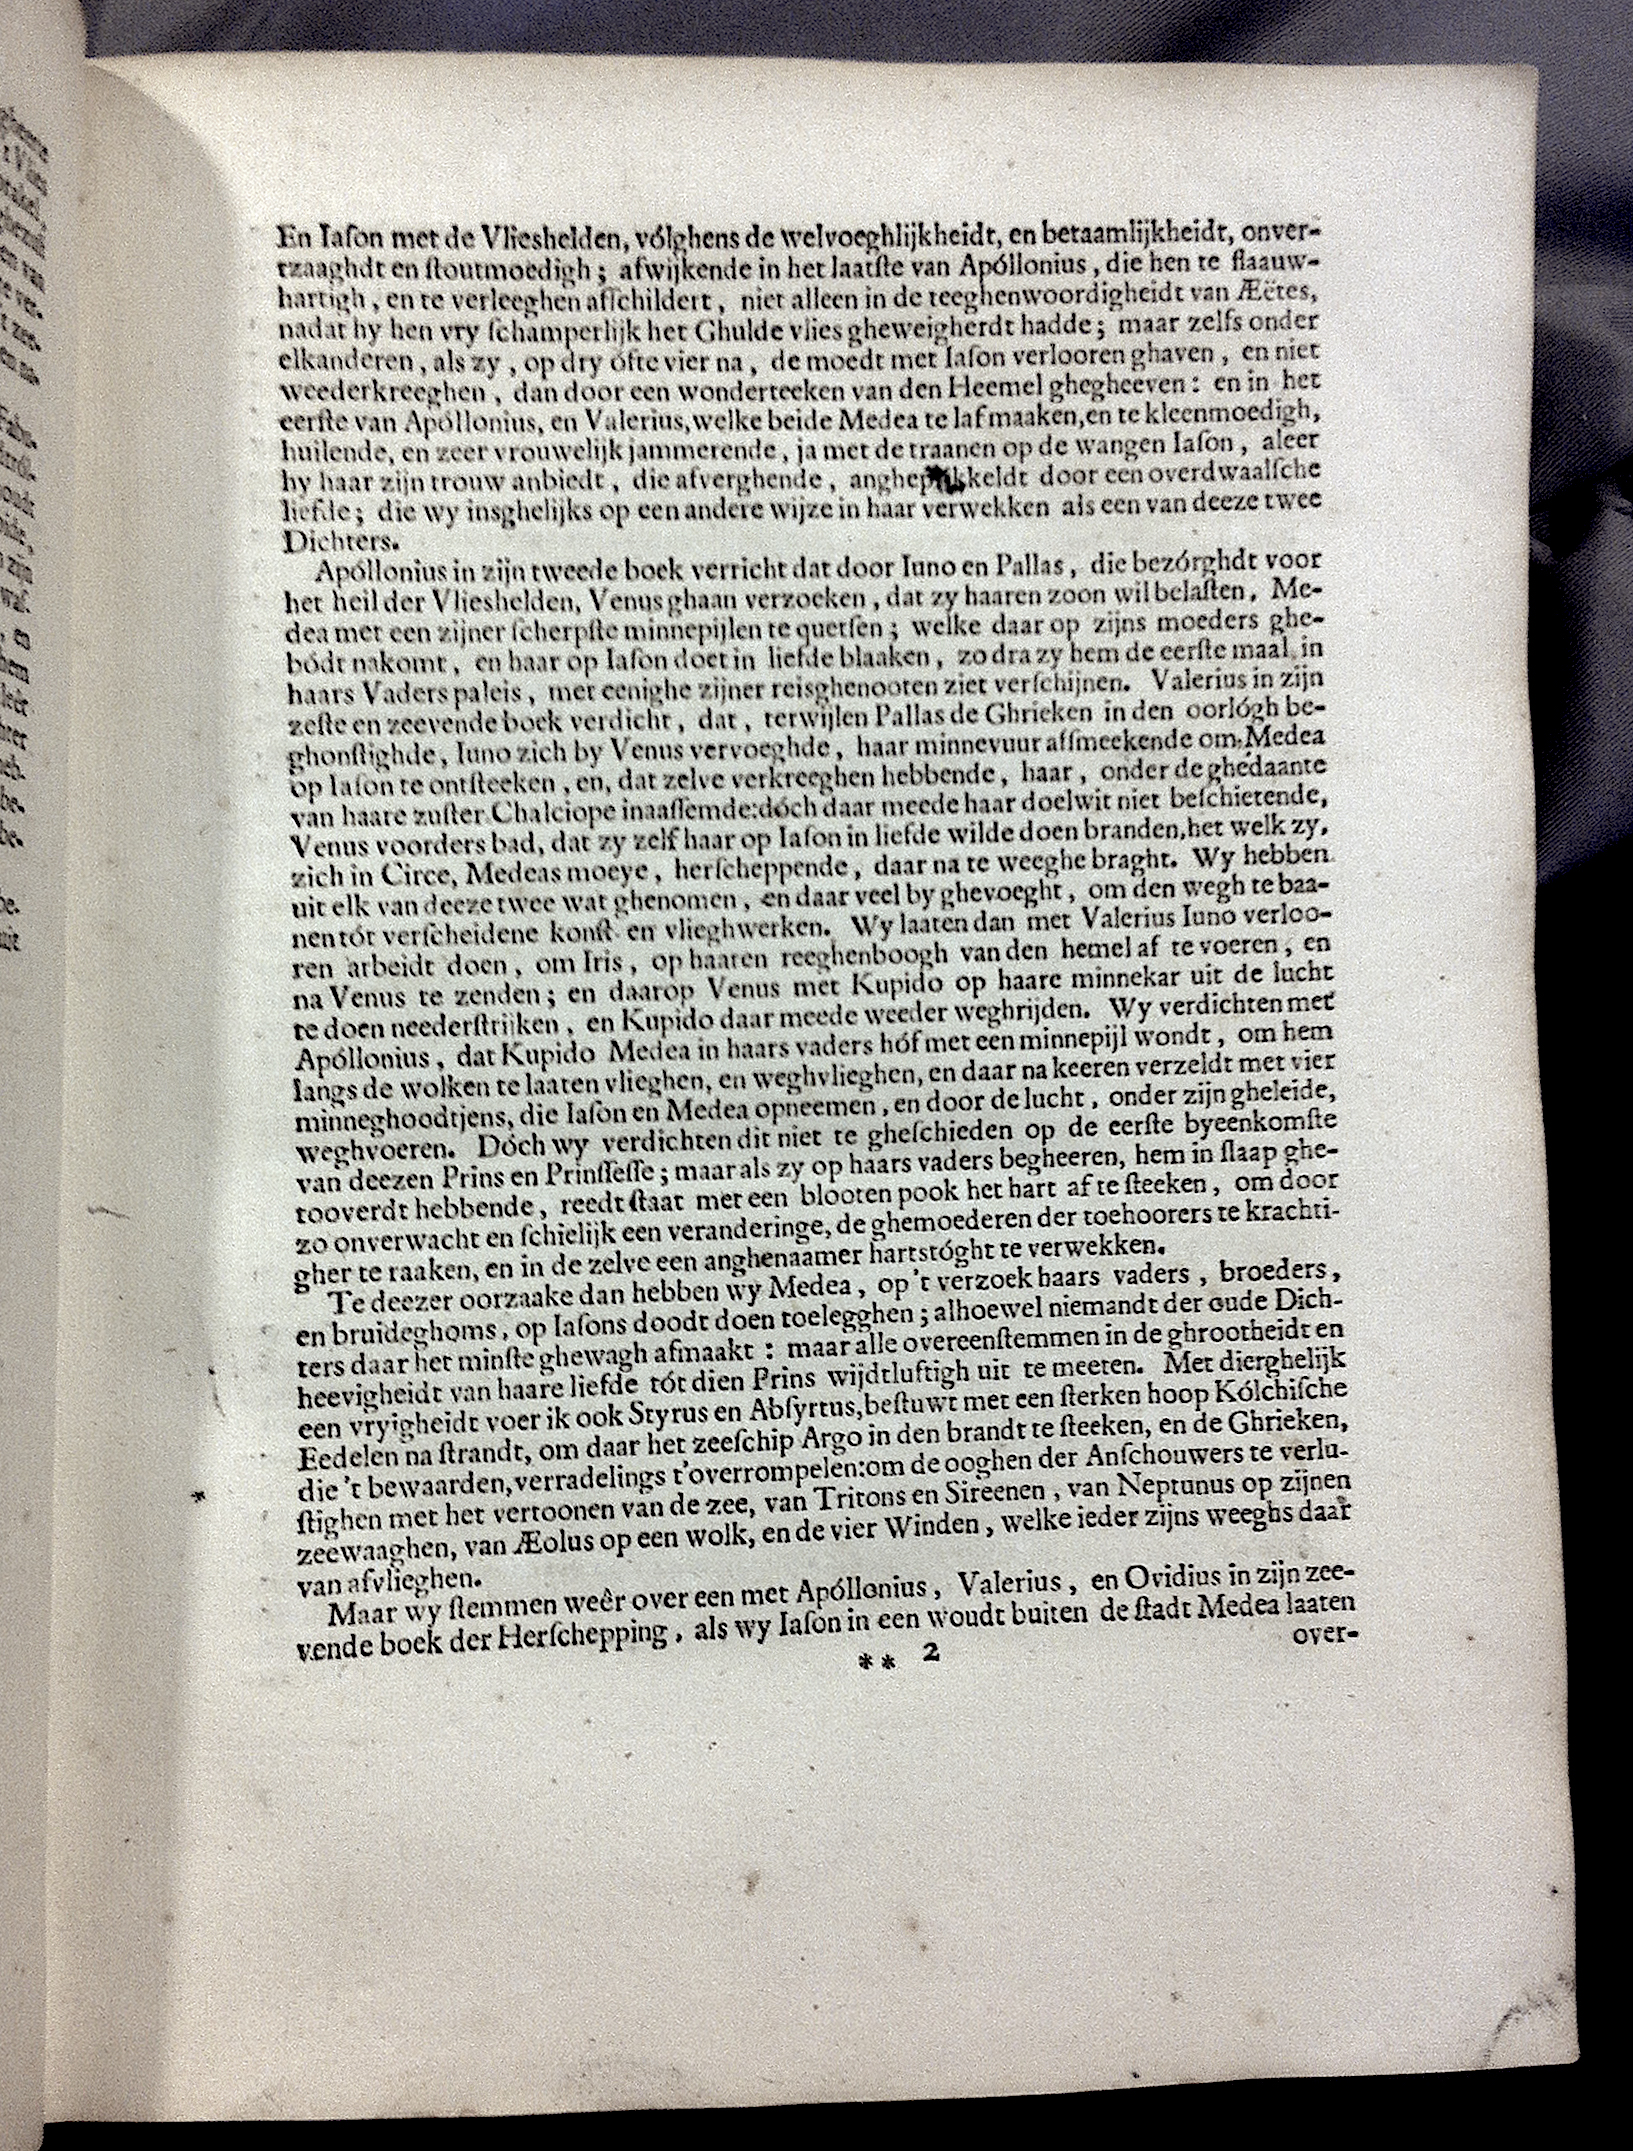 En Iaſon met de Vlieshelden, vólghens de welvoeghlijkheidt, en betaamlijkheidt, onver-
tzaaghdt en ſtoutmoedigh; afwijkende in het laatſte van Apóllonius, die hen te flaauw-
hartigh, en te verleeghen afſchildert, niet alleen in de teeghenwoordigheidt van Æëtes,
nadat hy hen vry ſchamperlijk het Ghulde vlies gheweigherdt hadde; maar zelfs onder
elkanderen, als zy, op dry ófte vier na, de moedt met Iaſon verlooren ghaven, en niet
weederkreeghen, dan door een wonderteeken van den Heemel ghegheeven: en in het
eerſte van Apóllonius, en Valerius, welke beide Medea te laf maaken, en te kleenmoedigh,
huilende, en zeer vrouwelijk jammerende, ja met de traanen op de wangen Iaſon, aleer
hy haar zijn trouw anbiedt, die afverghende, anghep kkeldt door een overdwaalſche
liefde; die wy insghelijks op een andere wijze in haar verwekken als een van deeze twee
Dichters.
Apóllonius in zijn tweede boek verricht dat door Iuno en Pallas, die bezórghdt voor
het heil der Vlieshelden, Venus ghaan verzoeken, dat zy haaren zoon wil belaſten, Me-
dea met een zijner ſcherpſte minnepijlen te quetſen; welke daar op zijns moeders ghe-
bódt nakomt, en haar op Iaſon doet in liefde blaaken, zo dra zy hem de eerſte maal in
haars Vaders paleis, met eenighe zijner reisghenooten ziet verſchijnen. Valerius in zijn
zeſte en zeevende boek verdicht, dat, terwijlen Pallas de Ghrieken in den oorlógh be-
ghonſtighde, Iuno zich by Venus vervoeghde, haar minnevuur afſmeekende om Medea
op Iaſon te ontſteeken, en, dat zelve verkreeghen hebbende, haar, onder de ghedaante
van haare zuſter Chalciope inaaſſemde: dóch daar meede haar doelwit niet beſchietende,
Venus voorders bad, dat zy zelf haar op Iaſon in liefde wilde doen branden, het welk zy,
zich in Circe, Medeas moeye, herſcheppende, daar na te weeghe braght. Wy hebben
uit elk van deeze twee wat ghenomen, en daar veel by ghevoeght, om den wegh te baa-
nen tót verſcheidene konſt- en vlieghwerken. Wy laaten dan met Valerius Iuno verloo-
ren arbeidt doen, om Iris, op haaren reeghenboogh van den hemel af te voeren, en
na Venus te zenden; en daarop Venus met Kupido op haare minnekar uit de lucht
te doen neederſtrijken, en Kupido daar meede weeder weghrijden. Wy verdichten met
Apóllonius, dat Kupido Medea in haars vaders hóf met een minnepijl wondt, om hem
langs de wolken te laaten vlieghen, en weghvlieghen, en daar na keeren verzeldt met vier
minneghoodtjens, die Iaſon en Medea opneemen, en door de lucht, onder zijn gheleide,
weghvoeren. Dóch wy verdichten dit niet te gheſchieden op de eerſte byeenkomſte
van deezen Prins en Prinſſeſſe; maar als zy op haars vaders begheeren, hem in ſlaap ghe-
tooverdt hebbende, reedt ſtaat met een blooten pook het hart af te ſteeken, om door
zo onverwacht en ſchielijk een veranderinge, de ghemoederen der toehoorers te krachti-
gher te raaken, en in de zelve een anghenaamer hartstóght te verwekken.
Te deezer oorzaake dan hebben wy Medea, op 't verzoek haars vaders, broeders,
en bruideghoms, op Iaſons doodt doen toelegghen; alhoewel niemandt der oude Dich-
ters daar het minſte ghewagh afmaakt: maar alle overeenſtemmen in de ghrootheidt en
heevigheidt van haare liefde tót dien Prins wijdtluftigh uit te meeten. Met dierghelijk
een vryigheidt voer ik ook Styrus en Abſyrtus, beſtuwt met een ſterken hoop Kólchiſche
Eedelen na ſtrandt, om daar het zeeſchip Argo in den brandt te ſteeken, en de Ghrieken,
die 't bewaarden, verradelings t'overrompelen: om de ooghen der Anſchouwers te verlu-
ſtighen met het vertoonen van de zee, van Tritons en Sireenen, van Neptunus op zijnen
zeewaaghen, van Æolus op een wolk, en de vier Winden, welke ieder zijns weeghs daar
van afvlieghen.
Maar wy ſtemmen weêr over een met Apóllonius, Valerius, en Ovidius in zijn zee-
vende boek der Herſchepping, als wy Iaſon in een woudt buiten de ſtadt Medea laaten
** 2 over-